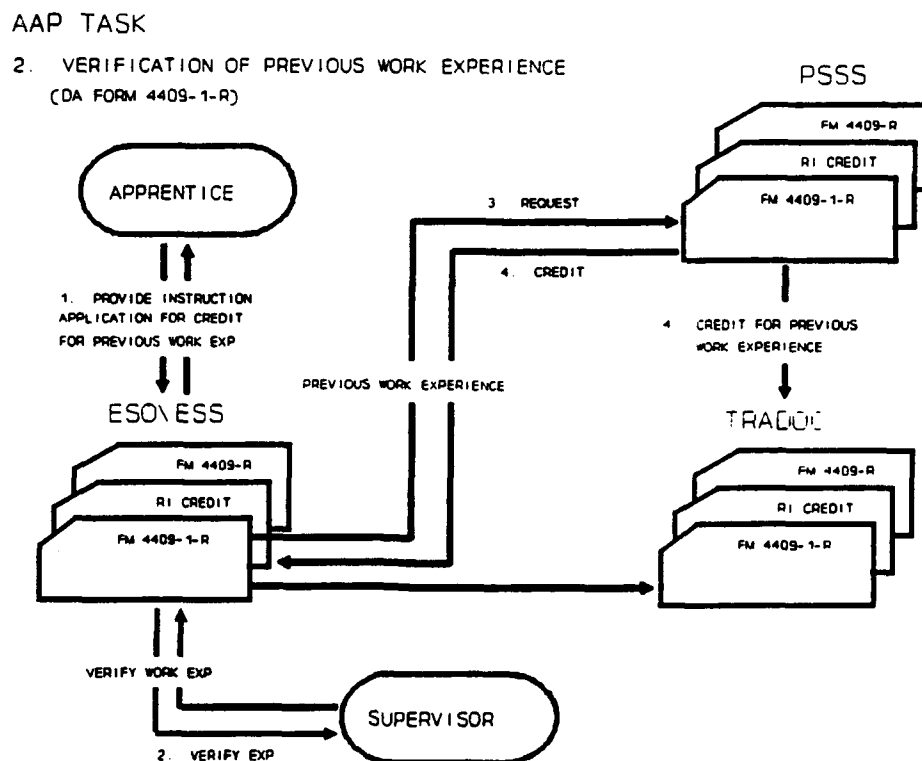 AAP TASK
2. VERIFICATION OF PREVIOUS WORK EXPERIENCE
(DA FORM 4409-1-R)
PSSS
FM 4409-R
RI CREDIT
FM 4409-1-R
APPRENTICE
3 REQUEST
4. CREDIT
1. PROVIDE INSTRUCTION
APPLICATION FOR CREDIT
FOR PREVIOUS WORK EXP
4 CREDIT FOR PREVIOUS
WORK EXPERIENCE
PREVIOUS WORK EXPERIENCE
ESO\ESS
FM 4409-R
RI CREDIT
FM 4409-1-R
TRADOC
FM 4409-R
RI CREDIT
FM 4409-1-R
VERIFY WORK EXP
SUPERVISOR
2. VERIFY EXP